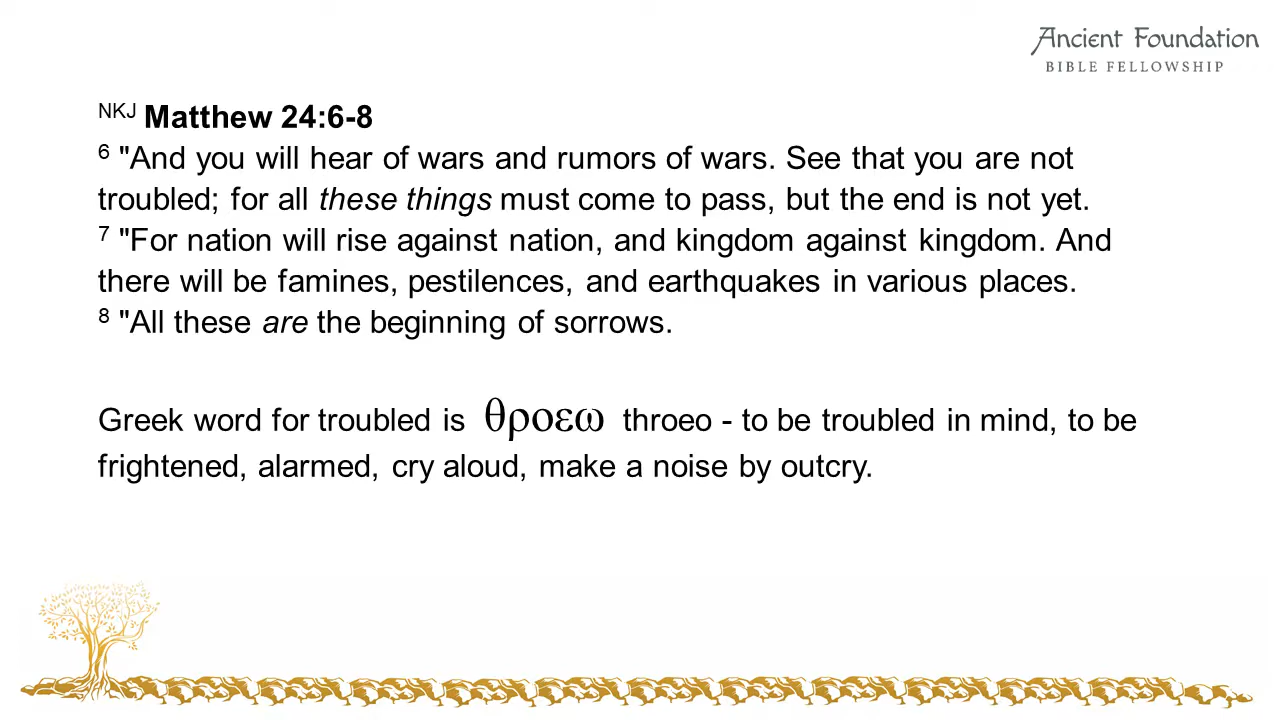 Ancient Foundation
BIBLE FELLOWSHIP
NKJ Matthew 24:6-8
6 "And you will hear of wars and rumors of wars. See that you are not
troubled; for all these things must come to pass, but the end is not yet.
7 "For nation will rise against nation, and kingdom against kingdom. And
there will be famines, pestilences, and earthquakes in various places.
8 "All these are the beginning of sorrows.
Greek word for troubled is θροεω throeo - to be troubled in mind, to be
frightened, alarmed, cry aloud, make a noise by outcry.